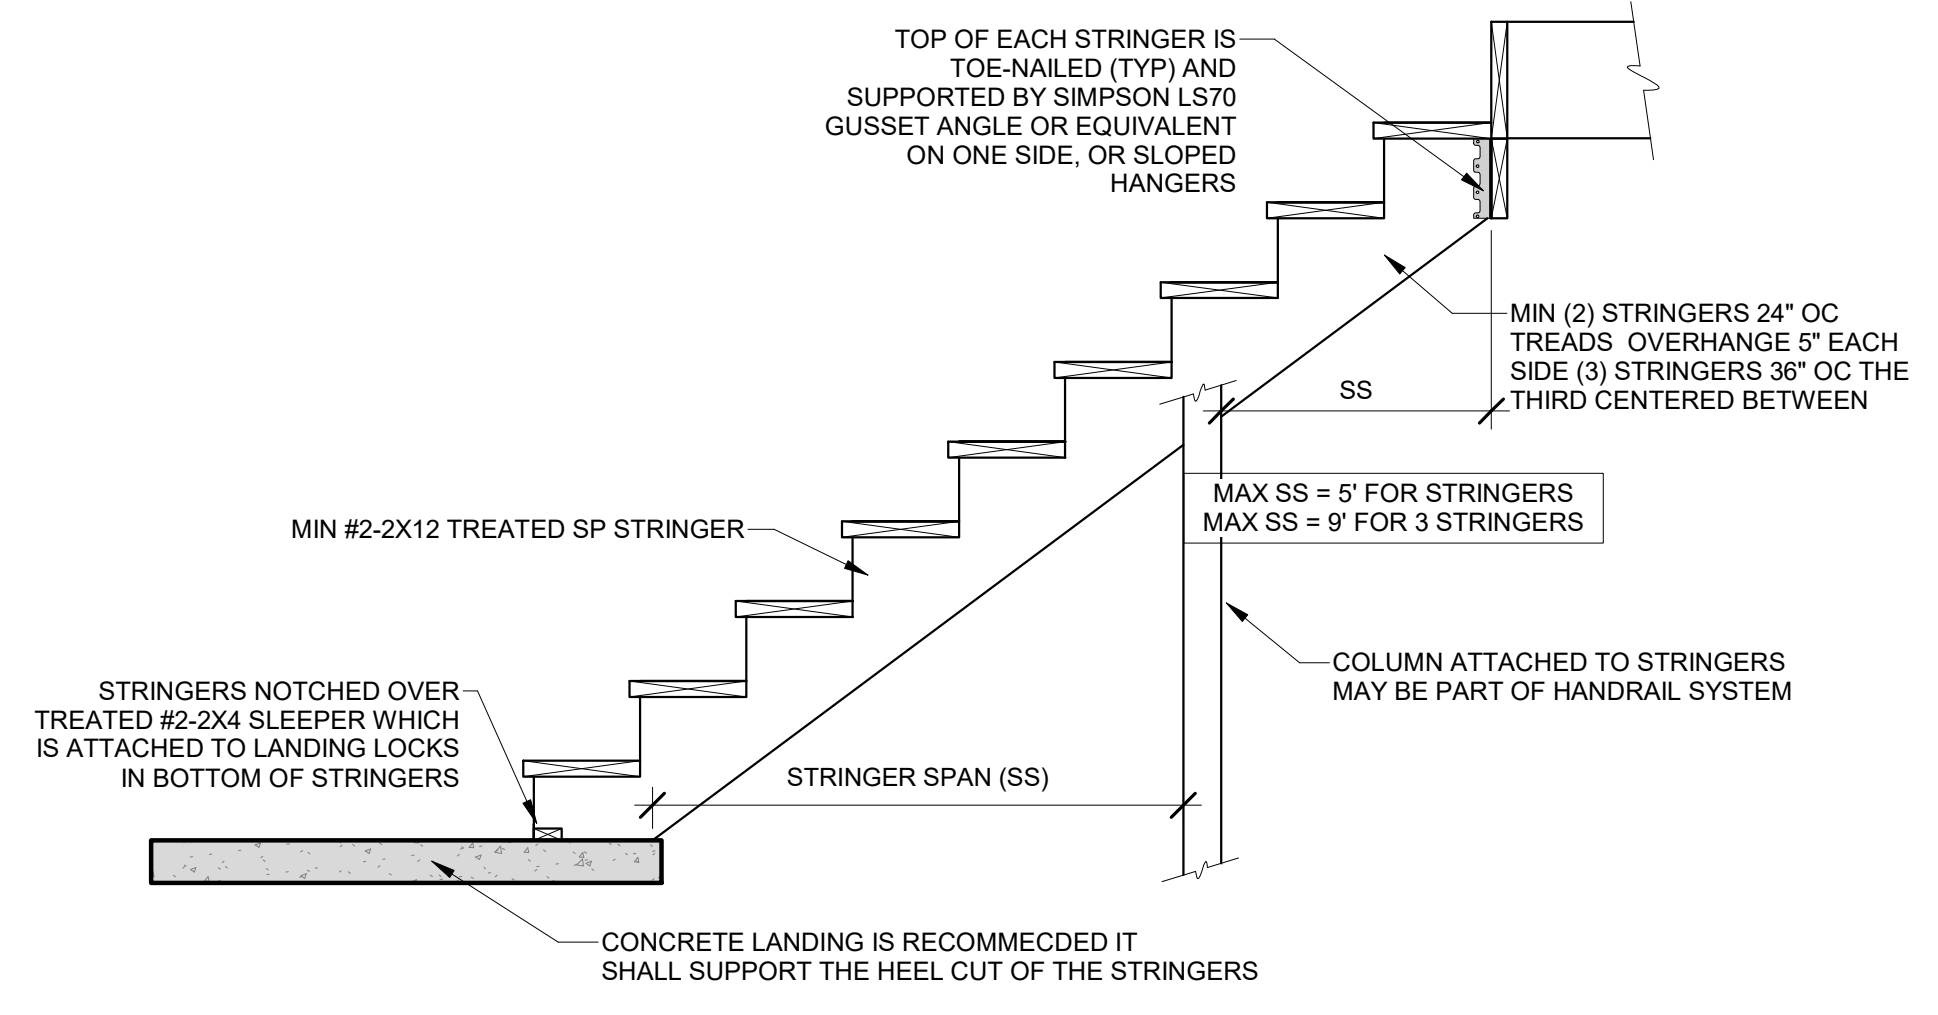 TOP OF EACH STRINGER IS
TOE-NAILED (TYP) AND
SUPPORTED BY SIMPSON LS70
GUSSET ANGLE OR EQUIVALENT
ON ONE SIDE, OR SLOPED
HANGERS
MIN (2) STRINGERS 24" OC
TREADS  OVERHANGE 5" EACH
SIDE (3) STRINGERS 36" OC THE
THIRD CENTERED BETWEEN
SS
MAX SS = 5' FOR STRINGERS
MAX SS = 9' FOR 3 STRINGERS
MIN #2-2X12 TREATED SP STRINGER
COLUMN ATTACHED TO STRINGERS
MAY BE PART OF HANDRAIL SYSTEM
STRINGERS NOTCHED OVER
TREATED #2-2X4 SLEEPER WHICH
IS ATTACHED TO LANDING LOCKS
IN BOTTOM OF STRINGERS
STRINGER SPAN (SS)
CONCRETE LANDING IS RECOMMECDED IT
SHALL SUPPORT THE HEEL CUT OF THE STRINGERS